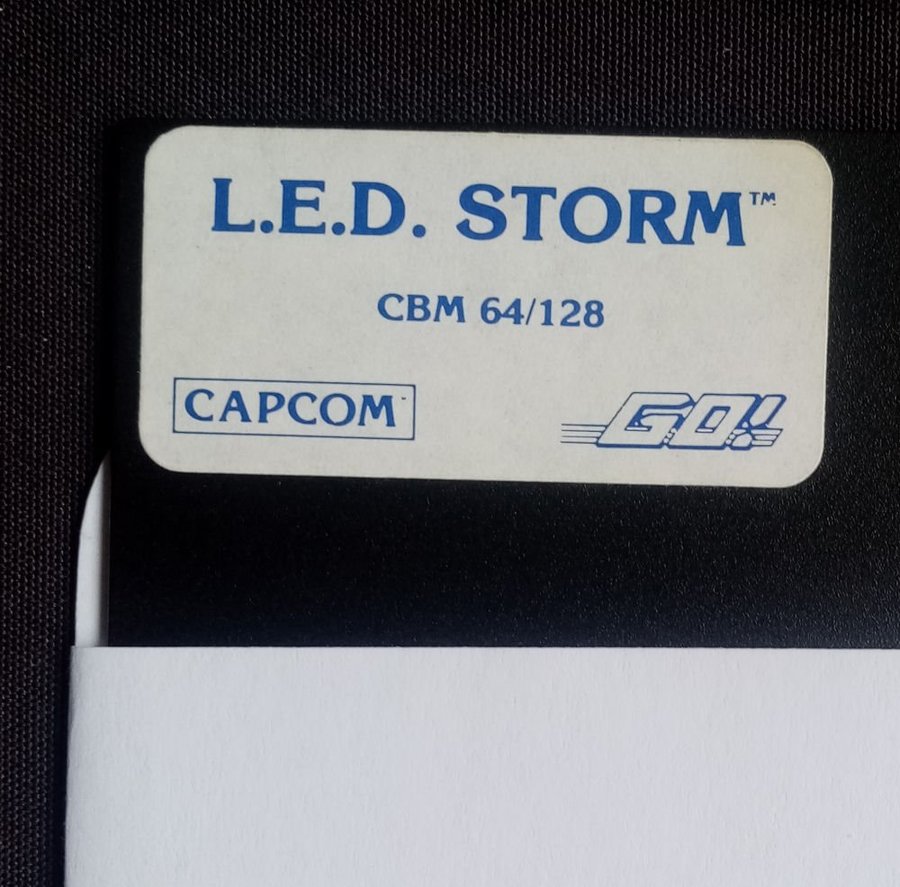 L.E.D. STORM™
CBM 64/128
CAPCOM
GO!